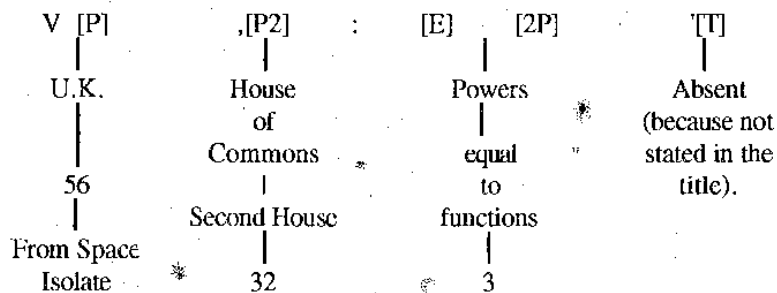 V [P] ,[P2] : [E] [2P] '[T]
U.K. House Powers Absent
of (because not
Commons equal stated in the
56 to title).
Second House functions
From Space
Isolate 32 3